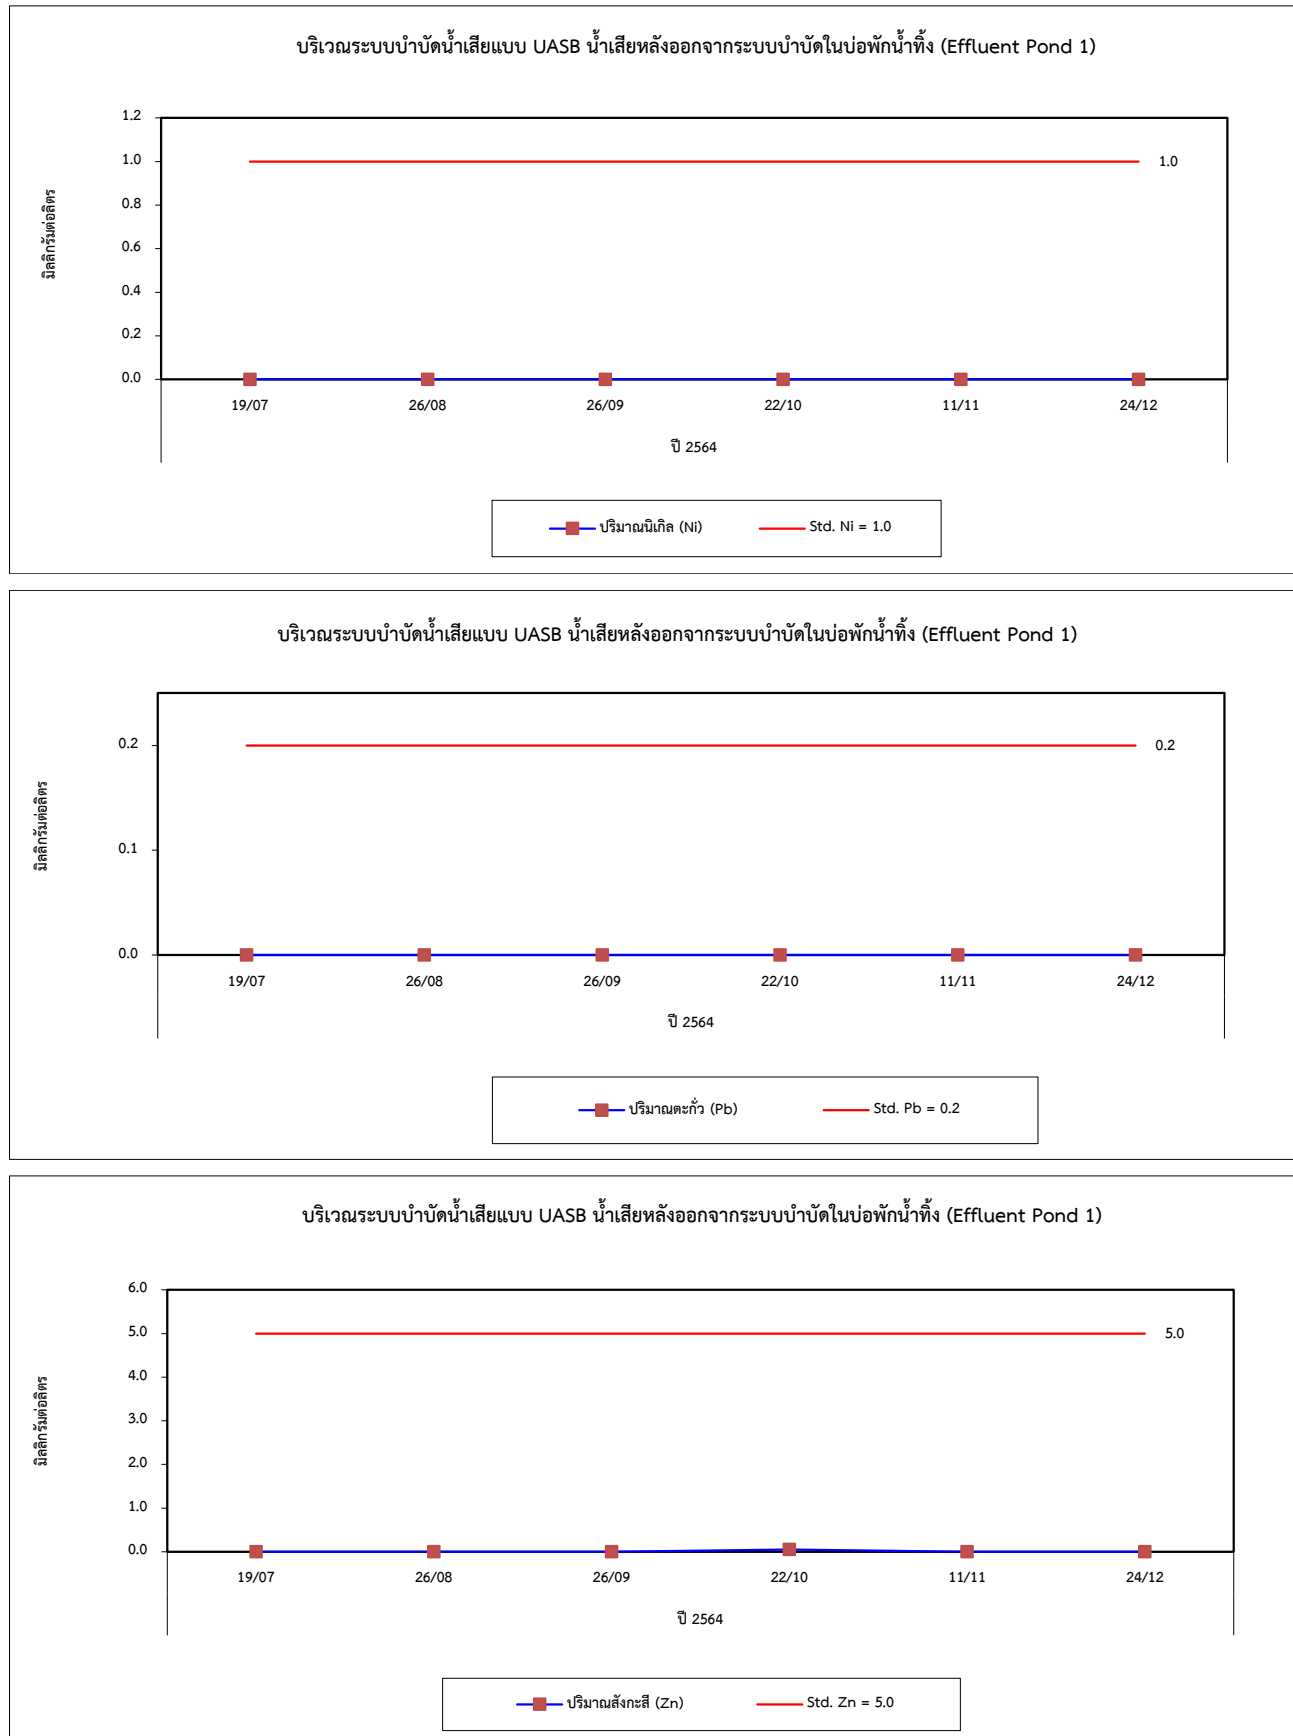 บริเวณระบบบำบัดน้ำเสียแบบ UASB น้ำเสียหลังออกจากระบบบำบัดในบ่อพักน้ำทิ้ง (Effluent Pond 1)
มิลลิกรัมต่อลิตร
1.2
1.0
0.8
0.6
0.4
0.2
0.0
1.0
19/07 26/08 26/09 22/10 11/11 24/12
ปี 2564
ปริมาณนิเกิล (Ni) Std. Ni = 1.0
บริเวณระบบบำบัดน้ำเสียแบบ UASB น้ำเสียหลังออกจากระบบบำบัดในบ่อพักน้ำทิ้ง (Effluent Pond 1)
มิลลิกรัมต่อลิตร
0.2
0.1
0.0
0.2
19/07 26/08 26/09 22/10 11/11 24/12
ปี 2564
ปริมาณตะกั่ว (Pb) Std. Pb = 0.2
บริเวณระบบบำบัดน้ำเสียแบบ UASB น้ำเสียหลังออกจากระบบบำบัดในบ่อพักน้ำทิ้ง (Effluent Pond 1)
มิลลิกรัมต่อลิตร
6.0
5.0
4.0
3.0
2.0
1.0
0.0
5.0
19/07 26/08 26/09 22/10 11/11 24/12
ปี 2564
ปริมาณสังกะสี (Zn) Std. Zn = 5.0